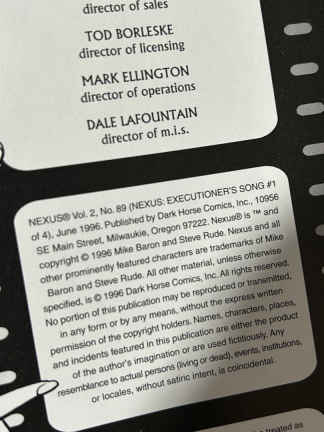 director of sales
TOD BORLESKE
director of licensing
MARK ELLINGTON
director of operations
DALE LAFOUNTAIN
director of m.i.s.
NEXUS® Vol. 2, No. 89 (NEXUS: EXECUTIONER'S SONG #1
of 4), June 1996. Published by Dark Horse Comics, Inc., 10956
SE Main Street, Milwaukie, Oregon 97222. Nexus® is ™ and
copyright © 1996 Mike Baron and Steve Rude. Nexus and all
other prominently featured characters are trademarks of Mike
Baron and Steve Rude. All other material, unless otherwise
specified, is © 1996 Dark Horse Comics, Inc. All rights reserved.
No portion of this publication may be reproduced or transmitted,
in any form or by any means, without the express written
permission of the copyright holders. Names, characters, places,
and incidents featured in this publication are either the product
of the author's imagination or are used fictitiously. Any
resemblance to actual persons (living or dead), events, institutions,
or locales, without satiric intent, is coincidental.
treated as